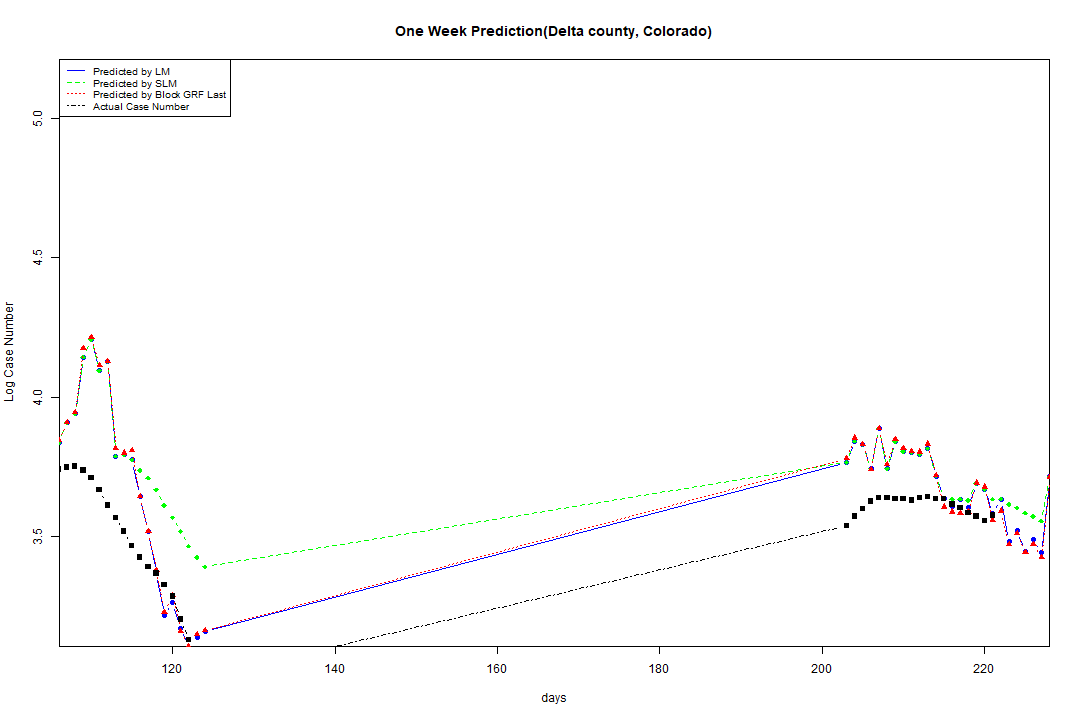 One Week Prediction(Delta county, Colorado)
Predicted by LM
Predicted by SLM
Predicted by Block GRF Last
Actual Case Number
5.0
4.5
4.0
3.5
Log Case Number
120 140 160 180 200 220
days